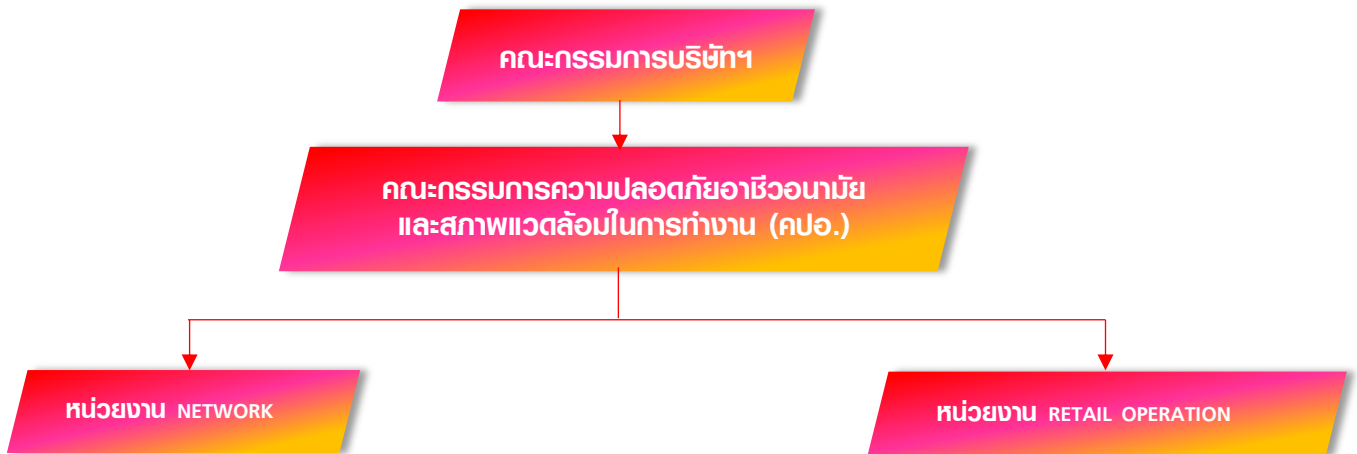 คณะกรรมการบริษัทฯ
คณะกรรมการความปลอดภัยอาชีวอนามัย
และสภาพแวดล้อมในการทำงาน (คปอ.)
หน่วยงาน NETWORK
หน่วยงาน RETAIL OPERATION